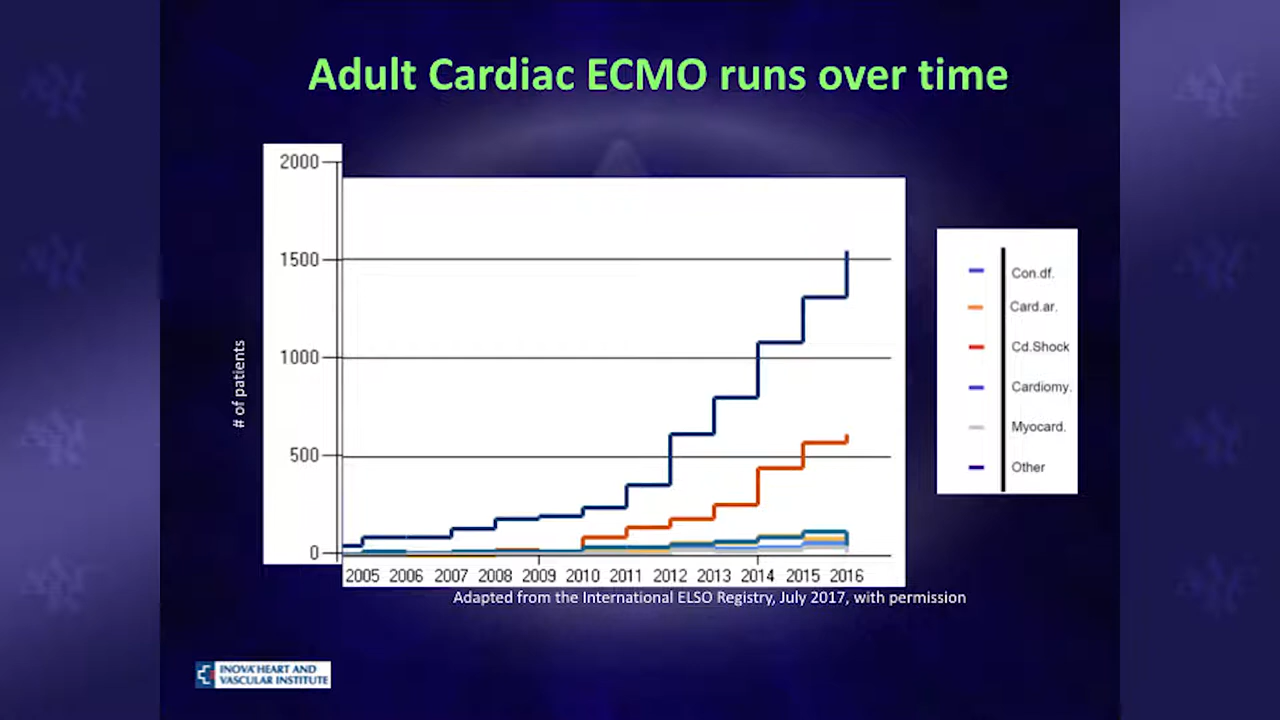 Adult Cardiac ECMO runs over time
2000
1500
1000
500
0
# of patients
2005 2006 2007 2008 2009 2010 2011 2012 2013 2014 2015 2016
Con.df.
Card.ar.
Cd.Shock
Cardiomy.
Myocard.
Other
Adapted from the International ELSO Registry, July 2017, with permission
INOVA HEART AND
VASCULAR INSTITUTE